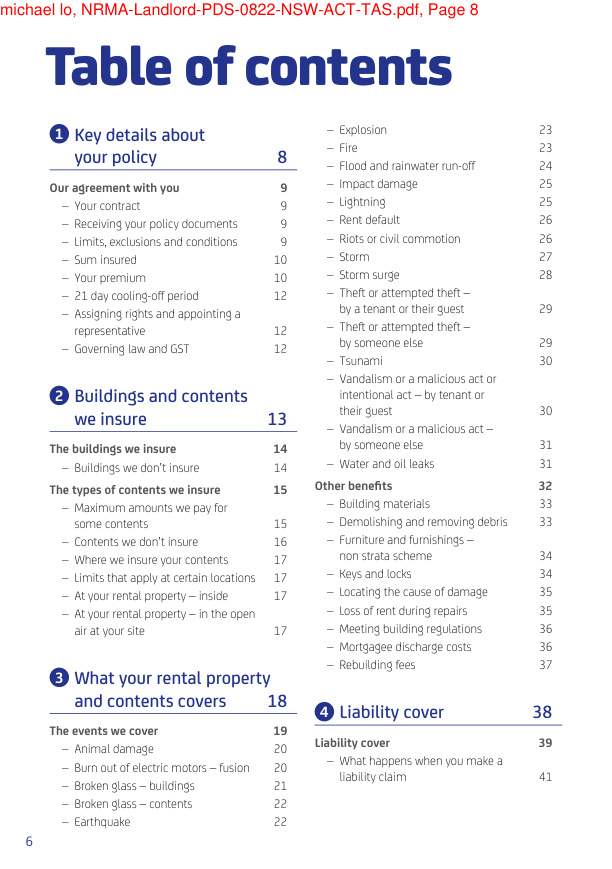 michael lo, NRMA-Landlord-PDS-0822-NSW-ACT-TAS.pdf, Page 8
Table of contents
1 Key details about
your policy 8
Our agreement with you 9
– Your contract 9
– Receiving your policy documents 9
– Limits, exclusions and conditions 9
– Sum insured 10
– Your premium 10
– 21 day cooling-off period 12
– Assigning rights and appointing a
representative 12
– Governing law and GST 12
2 Buildings and contents
we insure 13
The buildings we insure 14
– Buildings we don’t insure 14
The types of contents we insure 15
– Maximum amounts we pay for
some contents 15
– Contents we don’t insure 16
– Where we insure your contents 17
– Limits that apply at certain locations 17
– At your rental property – inside 17
– At your rental property – in the open
air at your site 17
3 What your rental property
and contents covers 18
The events we cover 19
– Animal damage 20
– Burn out of electric motors – fusion 20
– Broken glass – buildings 21
– Broken glass – contents 22
– Earthquake 22
– Explosion 23
– Fire 23
– Flood and rainwater run-off 24
– Impact damage 25
– Lightning 25
– Rent default 26
– Riots or civil commotion 26
– Storm 27
– Storm surge 28
– Theft or attempted theft –
by a tenant or their guest 29
– Theft or attempted theft –
by someone else 29
– Tsunami 30
– Vandalism or a malicious act or
intentional act – by tenant or
their guest 30
– Vandalism or a malicious act –
by someone else 31
– Water and oil leaks 31
Other benefits 32
– Building materials 33
– Demolishing and removing debris 33
– Furniture and furnishings –
non strata scheme 34
– Keys and locks 34
– Locating the cause of damage 35
– Loss of rent during repairs 35
– Meeting building regulations 36
– Mortgagee discharge costs 36
– Rebuilding fees 37
4 Liability cover 38
Liability cover 39
– What happens when you make a
liability claim 41
6